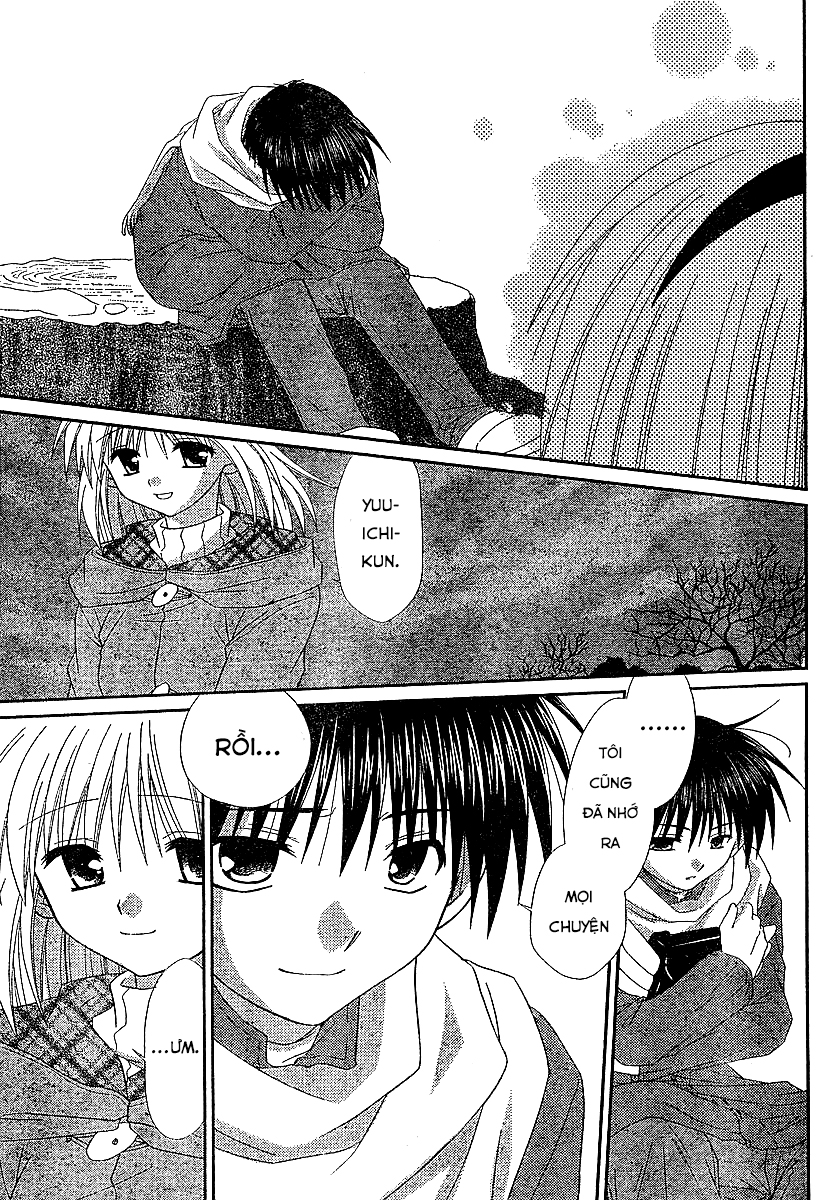 YUU-
ICHI-
KUN.
......
TÔI
CŨNG
ĐÃ NHỚ
RA
MỌI
CHUYỆN
RỒI...
...ƯM.